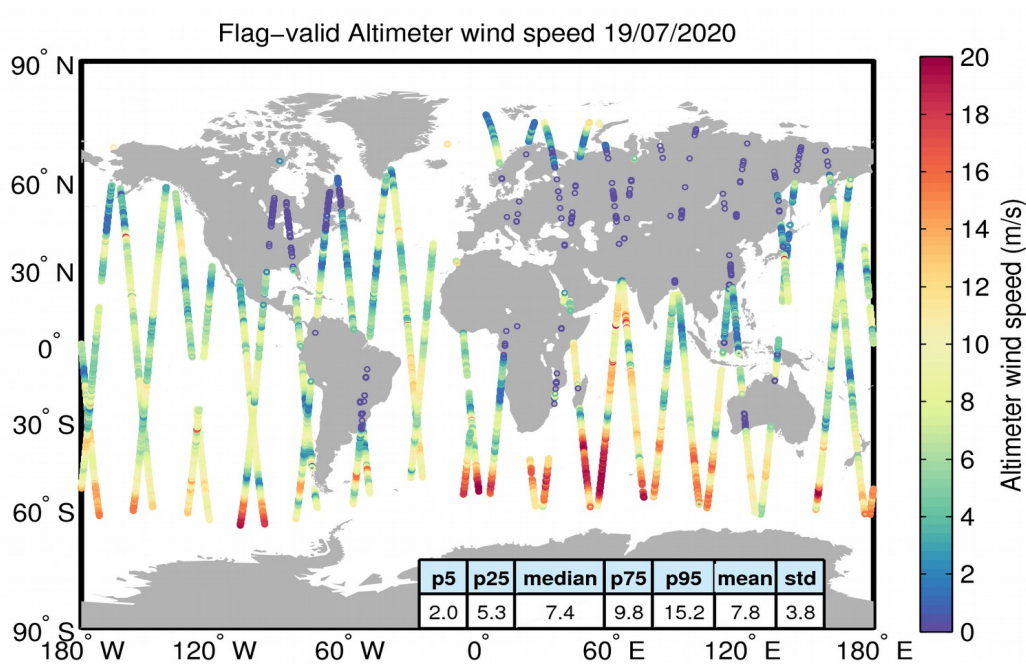 Flag−valid Altimeter wind speed 19/07/2020
90° N
60° N
30° N
0°
30° S
60° S
90° S
180° W
120° W
60° W
0°
60° E
120° E
180° E
p5 p25 median p75 p95 mean std
2.0 5.3 7.4 9.8 15.2 7.8 3.8
20
18
16
14
12
10
8
6
4
2
0
Altimeter wind speed (m/s)